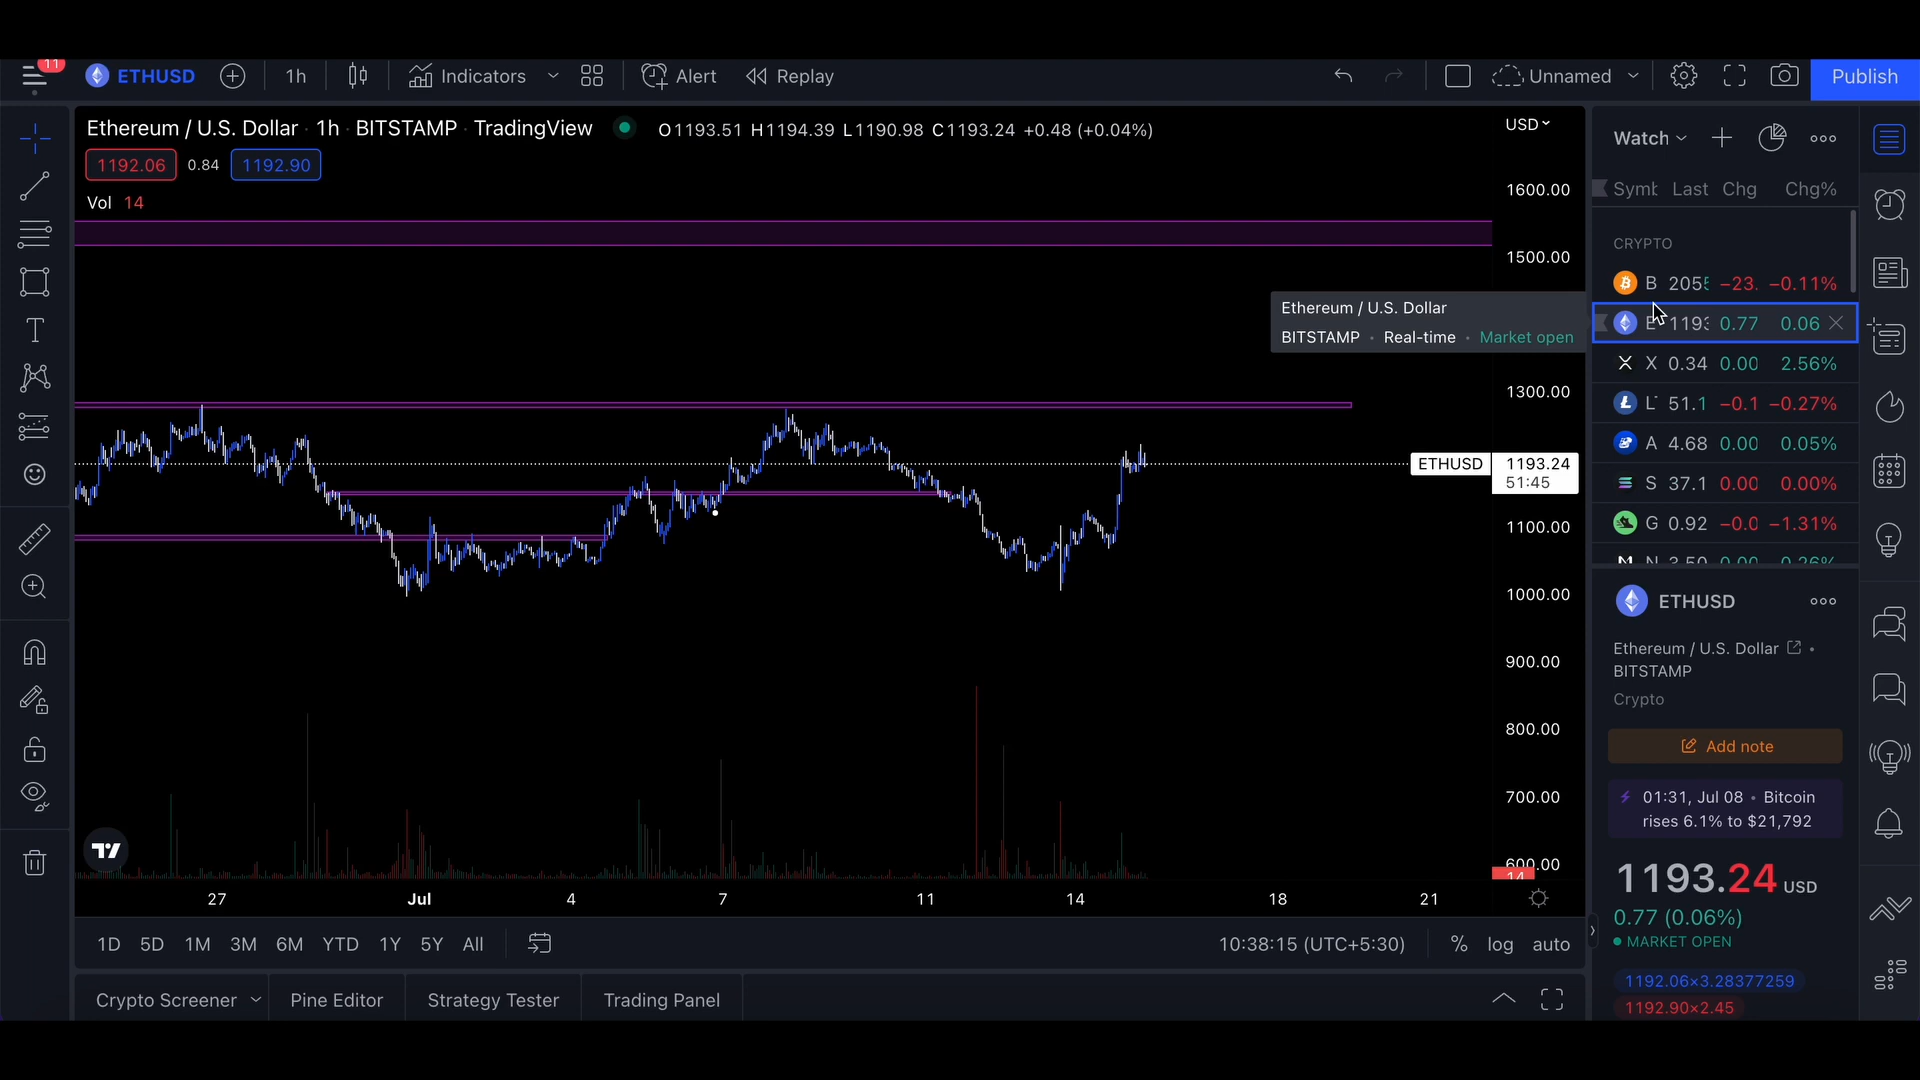 11
ETHUSD
1h
Indicators
Alert
Replay
Unnamed
Publish
Ethereum / U.S. Dollar · 1h · BITSTAMP · TradingView
O1193.51 H1194.39 L1190.98 C1193.24 +0.48 (+0.04%)
USD
1192.06
0.84
1192.90
Vol 14
1600.00
1500.00
1300.00
1100.00
1000.00
900.00
800.00
700.00
600.00
14
Ethereum / U.S. Dollar
BITSTAMP · Real-time · Market open
ETHUSD
1193.24
51:45
27
Jul
4
7
11
14
18
21
1D
5D
1M
3M
6M
YTD
1Y
5Y
All
10:38:15 (UTC+5:30)
%
log
auto
Crypto Screener
Pine Editor
Strategy Tester
Trading Panel
Watch
Last Chg Chg%
CRYPTO
B 205 −23. −0.11%
1193 0.77 0.06
X 0.34 0.00 2.56%
L 51.1 −0.1 −0.27%
A 4.68 0.00 0.05%
S 37.1 0.00 0.00%
G 0.92 −0.0 −1.31%
ETHUSD
Ethereum / U.S. Dollar ·
BITSTAMP
Crypto
Add note
01:31, Jul 08 · Bitcoin
rises 6.1% to $21,792
1193.24 USD
0.77 (0.06%)
MARKET OPEN
1192.06×3.28377259
1192.90×2.45